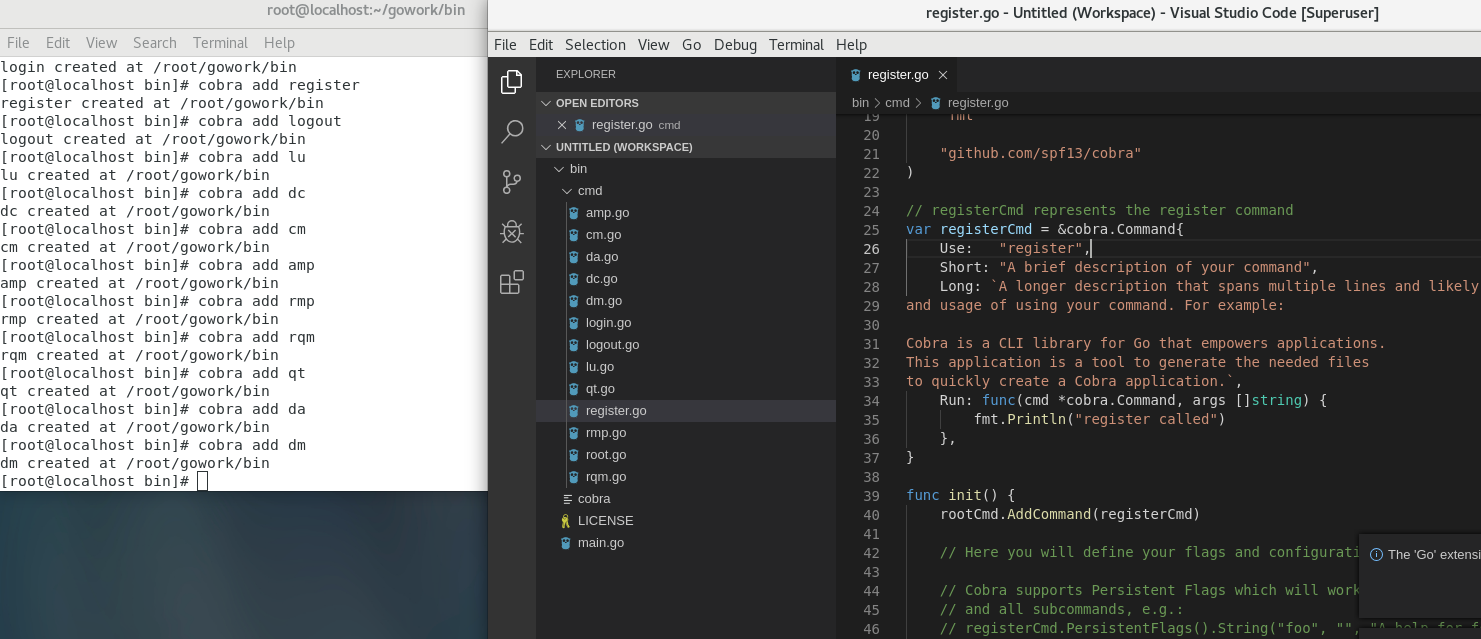 root@localhost:~/gowork/bin
File Edit View Search Terminal Help
login created at /root/gowork/bin
[root@localhost bin]# cobra add register
register created at /root/gowork/bin
[root@localhost bin]# cobra add logout
logout created at /root/gowork/bin
[root@localhost bin]# cobra add lu
lu created at /root/gowork/bin
[root@localhost bin]# cobra add dc
dc created at /root/gowork/bin
[root@localhost bin]# cobra add cm
cm created at /root/gowork/bin
[root@localhost bin]# cobra add amp
amp created at /root/gowork/bin
[root@localhost bin]# cobra add rmp
rmp created at /root/gowork/bin
[root@localhost bin]# cobra add rqm
rqm created at /root/gowork/bin
[root@localhost bin]# cobra add qt
qt created at /root/gowork/bin
[root@localhost bin]# cobra add da
da created at /root/gowork/bin
[root@localhost bin]# cobra add dm
dm created at /root/gowork/bin
[root@localhost bin]#
register.go - Untitled (Workspace) - Visual Studio Code [Superuser]
File Edit Selection View Go Debug Terminal Help
EXPLORER
OPEN EDITORS
register.go cmd
UNTITLED (WORKSPACE)
bin
cmd
amp.go
cm.go
da.go
dc.go
dm.go
login.go
logout.go
lu.go
qt.go
register.go
rmp.go
root.go
rqm.go
cobra
LICENSE
main.go
register.go
bin > cmd > register.go
19 "fmt"
20
21 "github.com/spf13/cobra"
22 )
23
24 // registerCmd represents the register command
25 var registerCmd = &cobra.Command{
26 Use: "register",
27 Short: "A brief description of your command",
28 Long: `A longer description that spans multiple lines and likely
29 and usage of using your command. For example:
30
31 Cobra is a CLI library for Go that empowers applications.
32 This application is a tool to generate the needed files
33 to quickly create a Cobra application.`,
34 Run: func(cmd *cobra.Command, args []string) {
35 fmt.Println("register called")
36 },
37 }
38
39 func init() {
40 rootCmd.AddCommand(registerCmd)
41
42 // Here you will define your flags and configurati
43
44 // Cobra supports Persistent Flags which will work
45 // and all subcommands, e.g.:
46 // registerCmd.PersistentFlags().String("foo", "", "A help for f
The 'Go' extensi